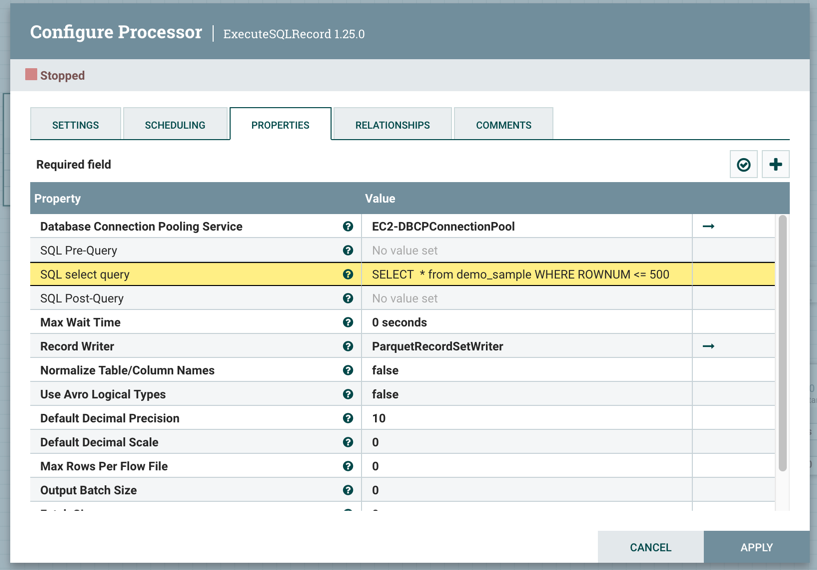 Configure Processor | ExecuteSQLRecord 1.25.0
Stopped
SETTINGS SCHEDULING PROPERTIES RELATIONSHIPS COMMENTS
Required field
Property Value
Database Connection Pooling Service EC2-DBCPConnectionPool
SQL Pre-Query No value set
SQL select query SELECT * from demo_sample WHERE ROWNUM <= 500
SQL Post-Query No value set
Max Wait Time 0 seconds
Record Writer ParquetRecordSetWriter
Normalize Table/Column Names false
Use Avro Logical Types false
Default Decimal Precision 10
Default Decimal Scale 0
Max Rows Per Flow File 0
Output Batch Size 0
CANCEL APPLY